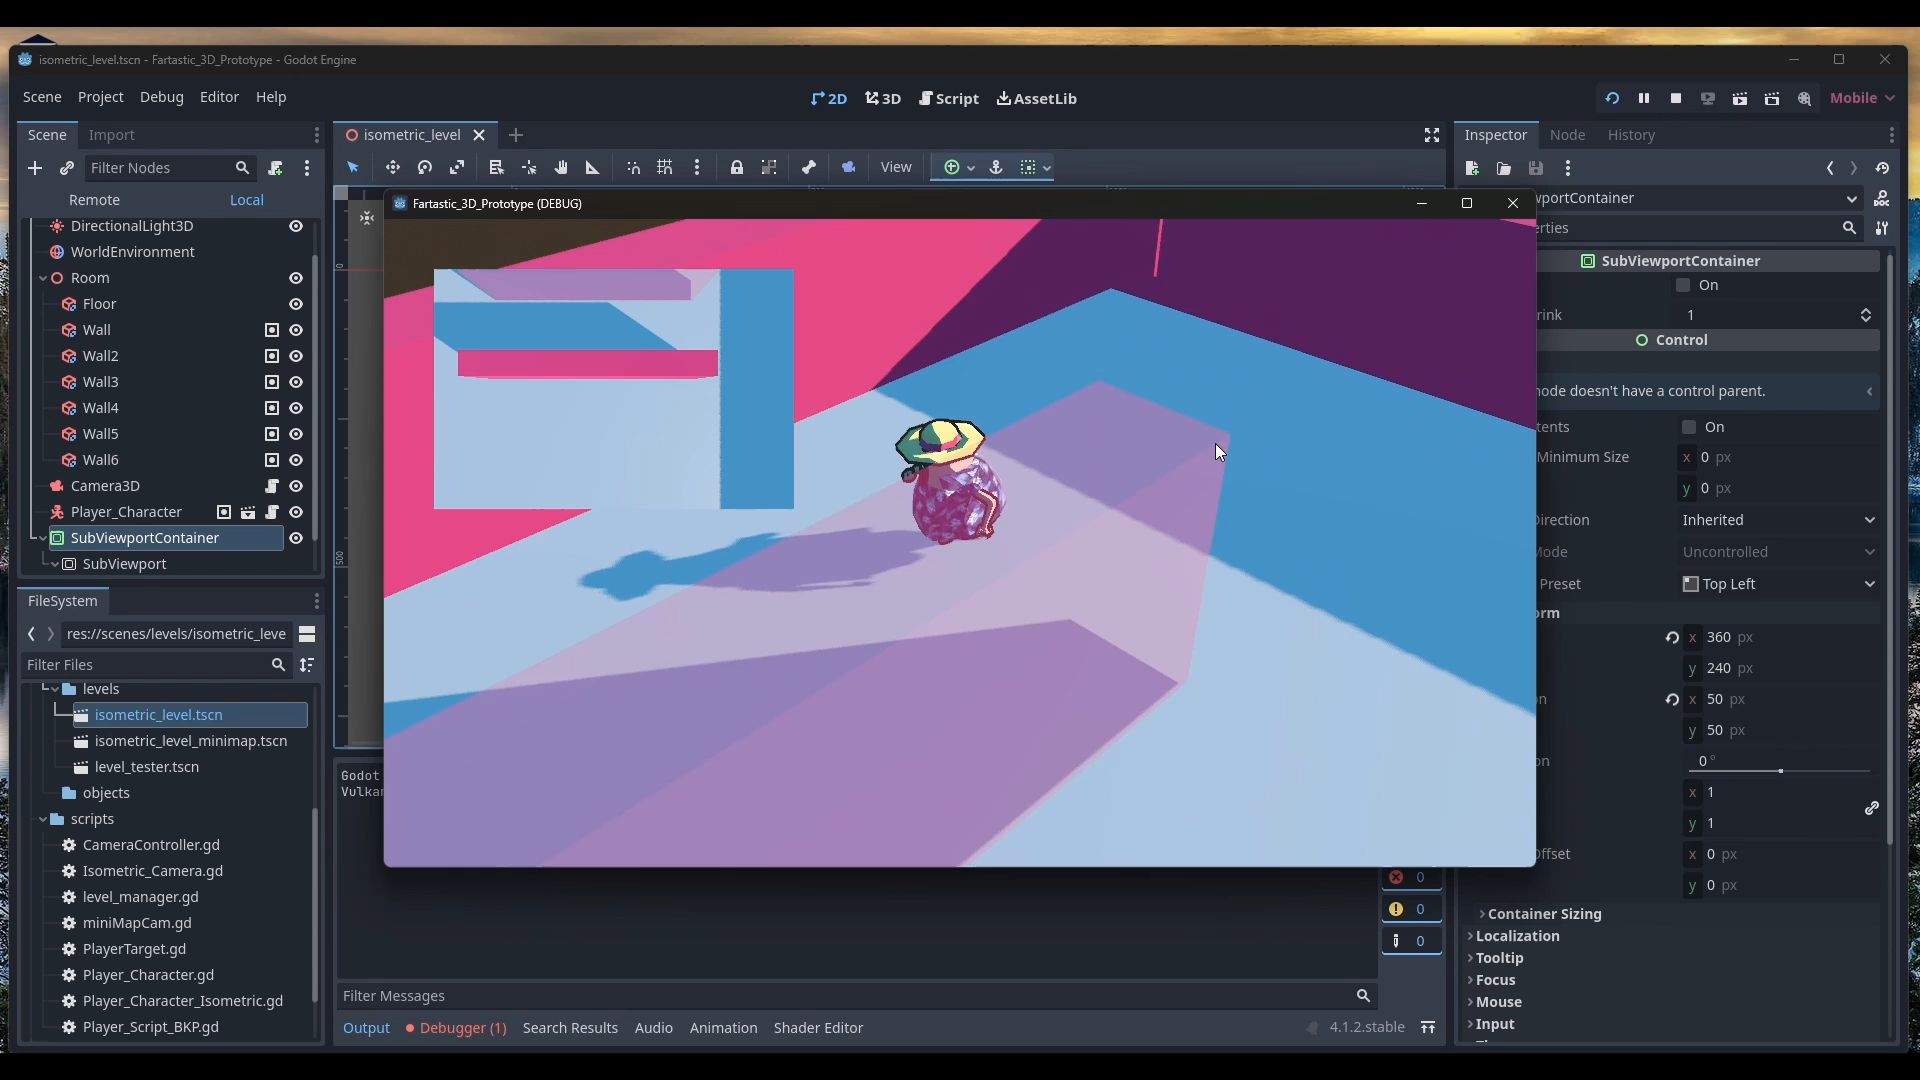 isometric_level.tscn - Fartastic_3D_Prototype - Godot Engine
Scene Project Debug Editor Help
2D 3D Script AssetLib
Mobile
Scene Import
isometric_level
Inspector Node History
Filter Nodes
View
Remote Local
Fartastic_3D_Prototype (DEBUG)
DirectionalLight3D
WorldEnvironment
Room
Floor
Wall
Wall2
Wall3
Wall4
Wall5
Wall6
Camera3D
Player_Character
SubViewportContainer
SubViewport
FileSystem
res://scenes/levels/isometric_leve
Filter Files
levels
isometric_level.tscn
isometric_level_minimap.tscn
level_tester.tscn
objects
scripts
CameraController.gd
Isometric_Camera.gd
level_manager.gd
miniMapCam.gd
PlayerTarget.gd
Player_Character.gd
Player_Character_Isometric.gd
Player_Script_BKP.gd
0
500
Godot
Vulkan
0
0
0
Filter Messages
Output Debugger (1) Search Results Audio Animation Shader Editor
4.1.2.stable
wportContainer
erties
SubViewportContainer
On
rink 1
Control
node doesn't have a control parent.
tents On
Minimum Size x 0 px
y 0 px
Direction Inherited
Mode Uncontrolled
Preset Top Left
orm
x 360 px
y 240 px
on x 50 px
y 50 px
on 0°
x 1
y 1
Offset x 0 px
y 0 px
Container Sizing
Localization
Tooltip
Focus
Mouse
Input